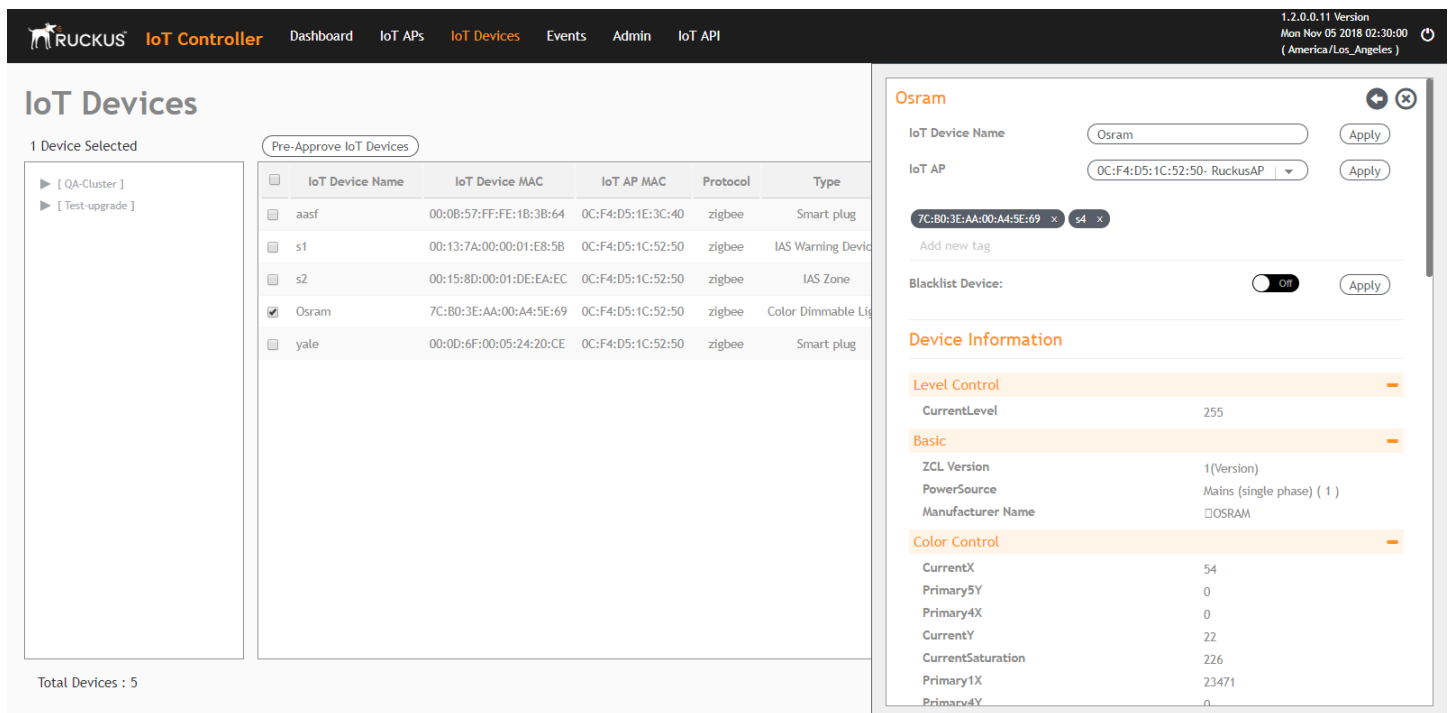 RUCKUS IoT Controller Dashboard IoT APs IoT Devices Events Admin IoT API
1.2.0.0.11 Version
Mon Nov 05 2018 02:30:00
( America/Los_Angeles )
IoT Devices
1 Device Selected
Pre-Approve IoT Devices
[ QA-Cluster ]
[ Test-upgrade ]
IoT Device Name IoT Device MAC IoT AP MAC Protocol Type
aasf 00:0B:57:FF:FE:1B:3B:64 0C:F4:D5:1E:3C:40 zigbee Smart plug
s1 00:13:7A:00:00:01:E8:5B 0C:F4:D5:1C:52:50 zigbee IAS Warning Devic
s2 00:15:8D:00:01:DE:EA:EC 0C:F4:D5:1C:52:50 zigbee IAS Zone
Osram 7C:B0:3E:AA:00:A4:5E:69 0C:F4:D5:1C:52:50 zigbee Color Dimmable Lig
yale 00:0D:6F:00:05:24:20:CE 0C:F4:D5:1C:52:50 zigbee Smart plug
Total Devices : 5
Osram
IoT Device Name Osram Apply
IoT AP 0C:F4:D5:1C:52:50- RuckusAP Apply
7C:B0:3E:AA:00:A4:5E:69 x s4 x
Add new tag
Blacklist Device: Off Apply
Device Information
Level Control
CurrentLevel 255
Basic
ZCL Version 1(Version)
PowerSource Mains (single phase) ( 1 )
Manufacturer Name □OSRAM
Color Control
CurrentX 54
Primary5Y 0
Primary4X 0
CurrentY 22
CurrentSaturation 226
Primary1X 23471
Primary4Y 0